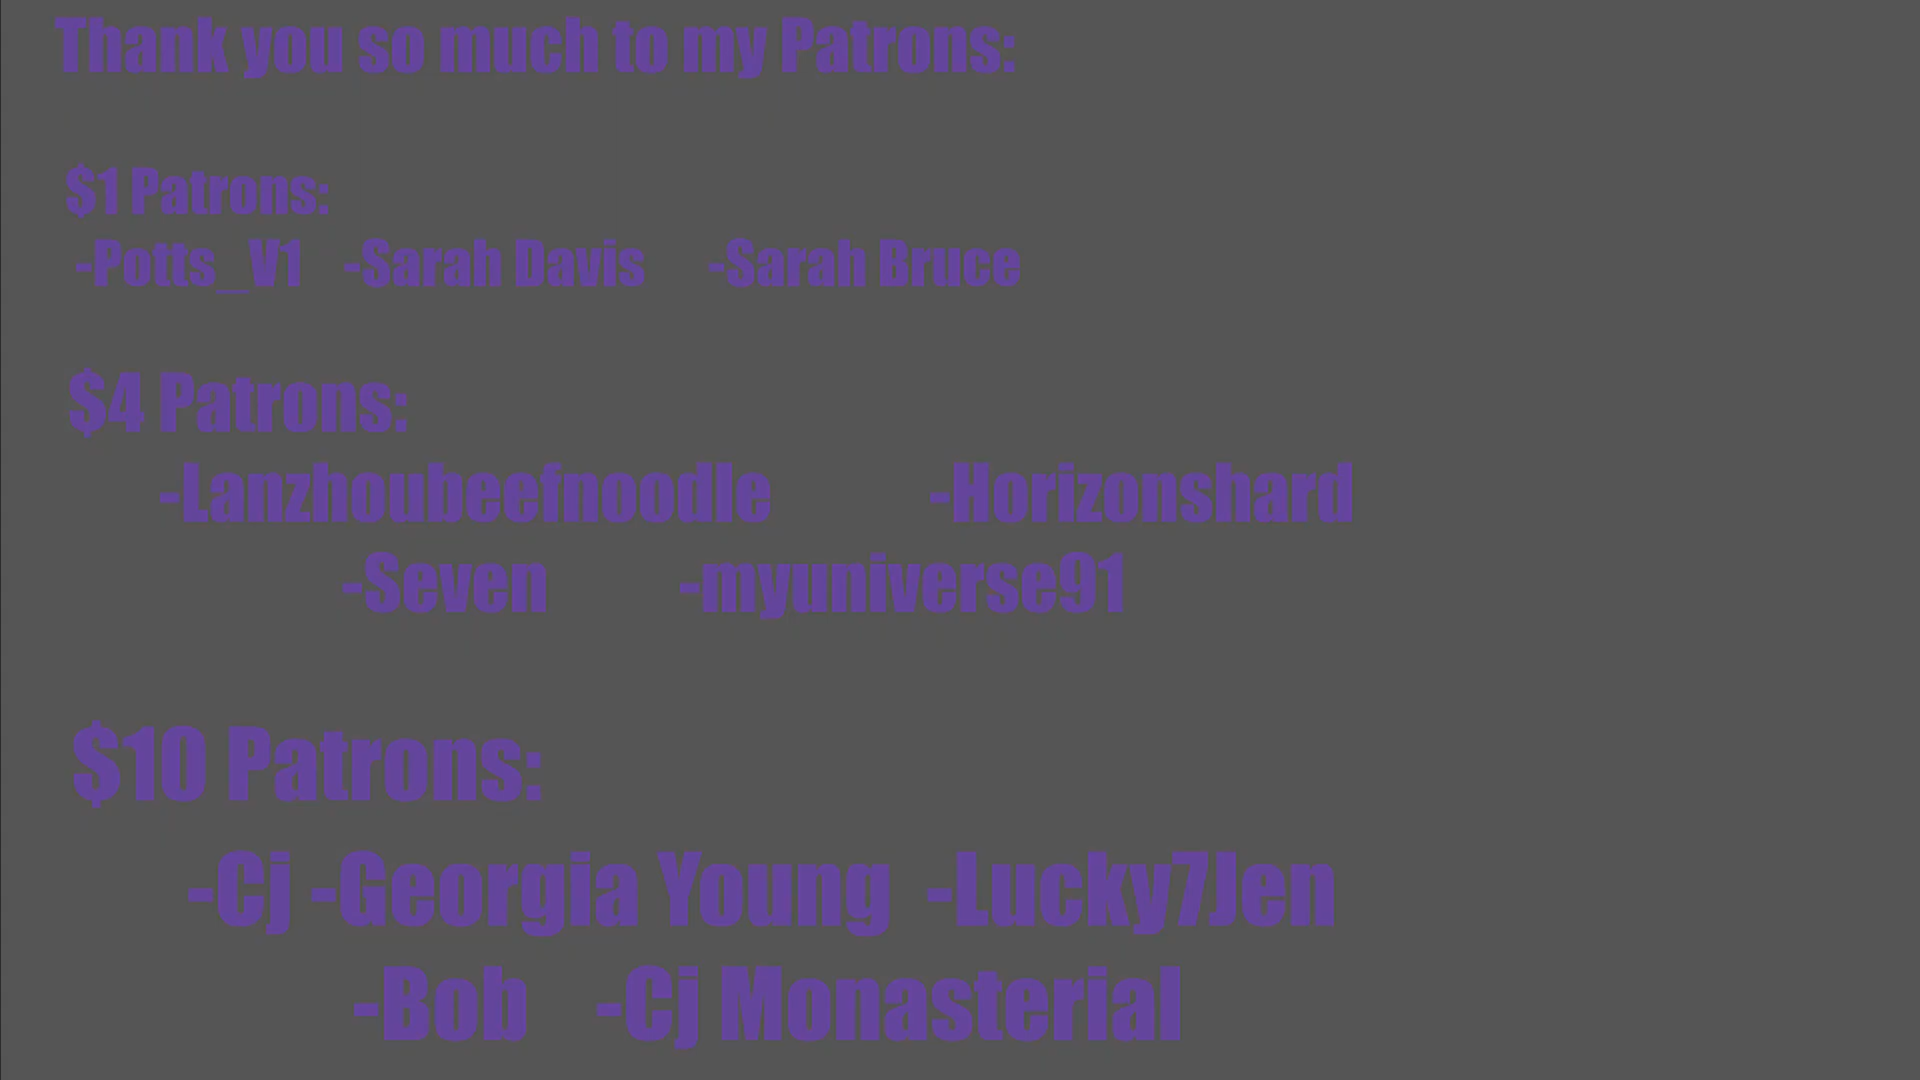 Thank you so much to my Patrons:
$1 Patrons:
-Potts_V1 -Sarah Davis -Sarah Bruce
$4 Patrons:
-Lanzhoubeefnoodle -Horizonshard
-Seven -myuniverse91
$10 Patrons:
-Cj -Georgia Young -Lucky7Jen
-Bob -Cj Monasterial